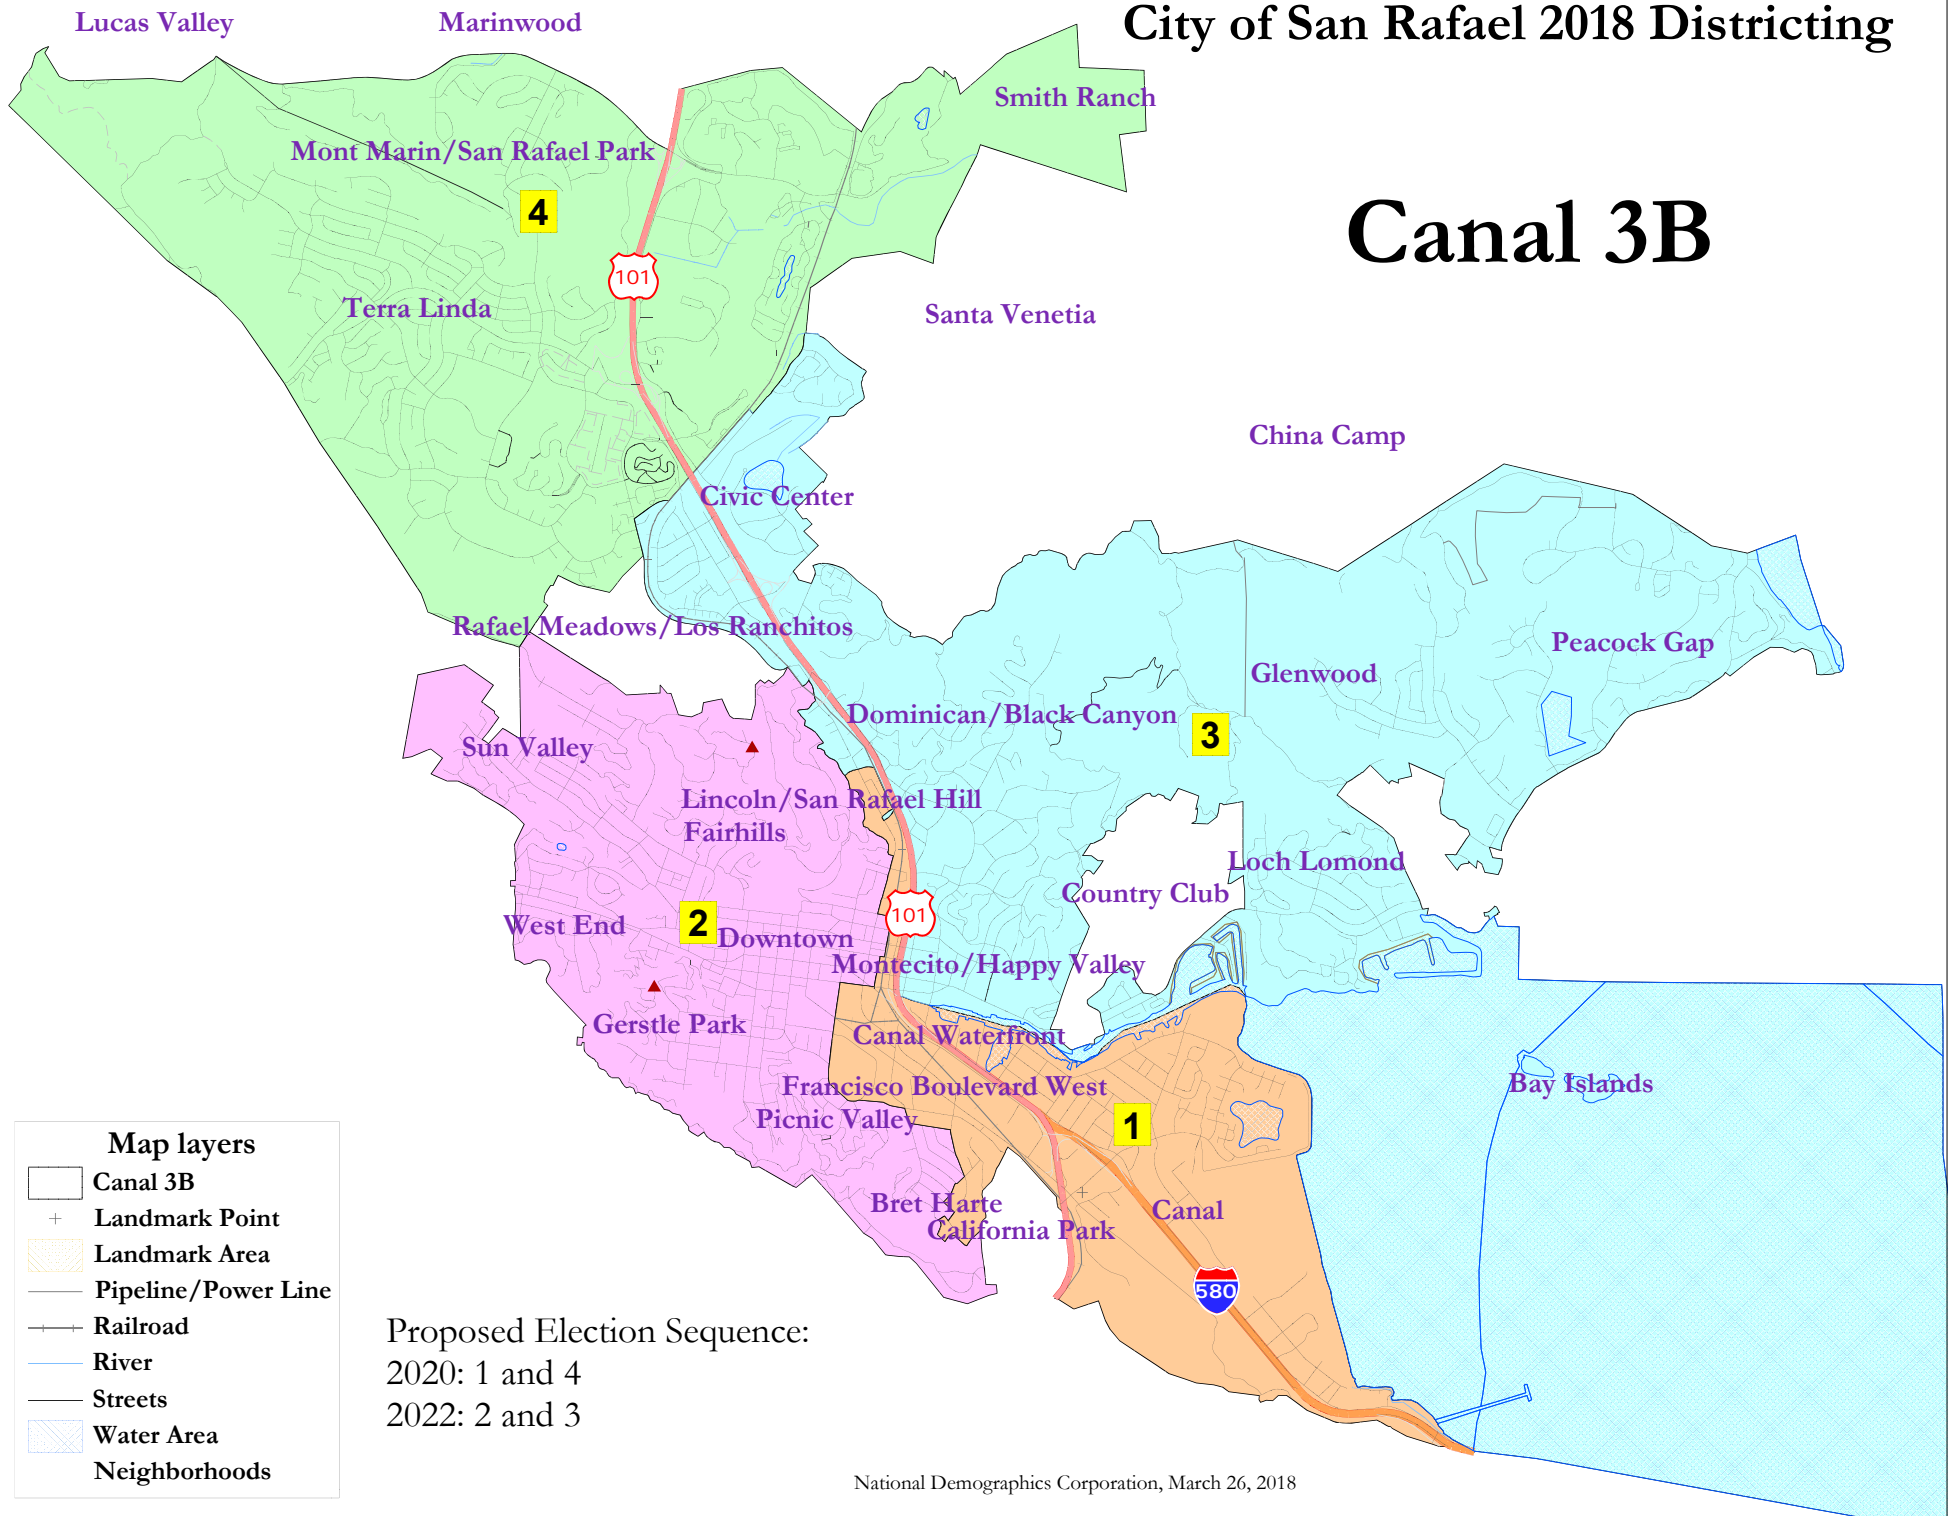 City of San Rafael 2018 Districting
Lucas Valley
Marinwood
Smith Ranch
Mont Marin/San Rafael Park
4
Canal 3B
101
Terra Linda
Santa Venetia
China Camp
Civic Center
Rafael Meadows/Los Ranchitos
Peacock Gap
Glenwood
Dominican/Black Canyon
3
Sun Valley
Lincoln/San Rafael Hill
Fairhills
Loch Lomond
Country Club
101
West End
2
Downtown
Montecito/Happy Valley
Gerstle Park
Canal Waterfront
Bay Islands
Francisco Boulevard West
Picnic Valley
1
Bret Harte
California Park
Canal
580
Map layers
Canal 3B
Landmark Point
Landmark Area
Pipeline/Power Line
Railroad
River
Streets
Water Area
Neighborhoods
Proposed Election Sequence:
2020: 1 and 4
2022: 2 and 3
National Demographics Corporation, March 26, 2018